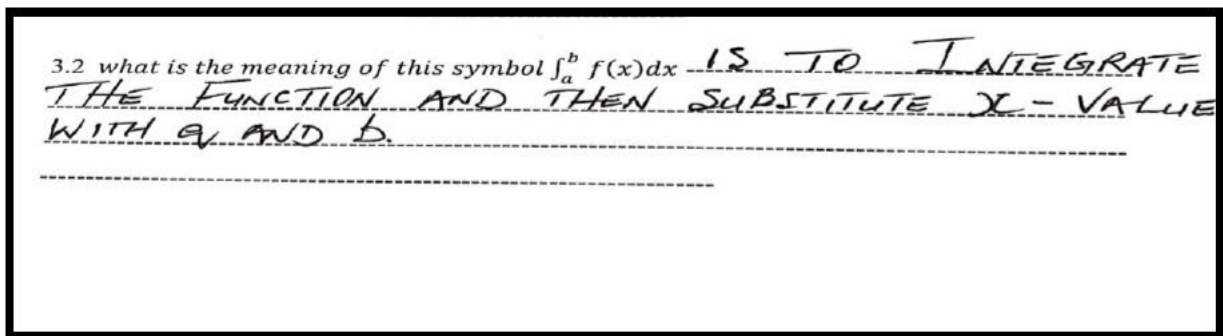 3.2 what is the meaning of this symbol ∫ₐᵇ f(x)dx IS TO INTEGRATE
THE FUNCTION AND THEN SUBSTITUTE X - VALUE
WITH a AND b.